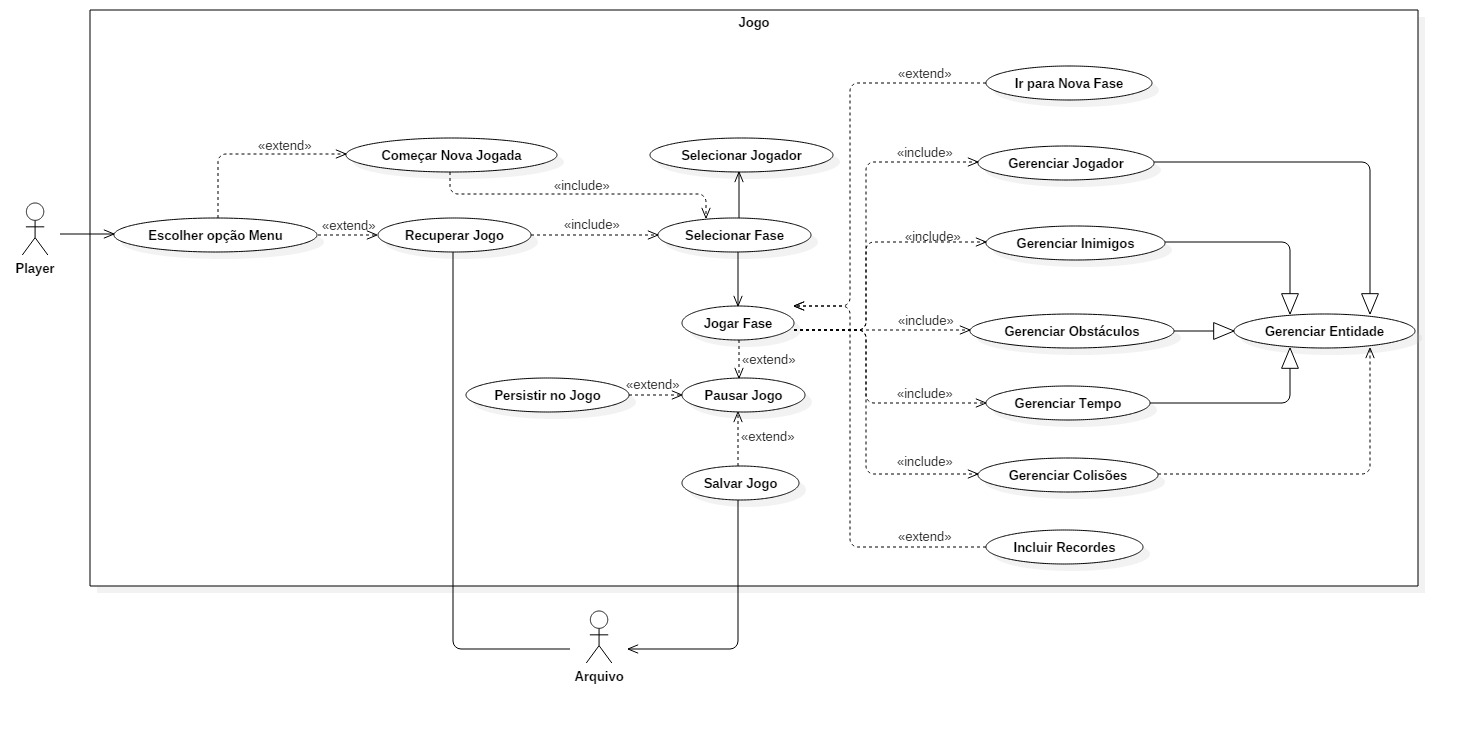 Jogo
«extend»
Ir para Nova Fase
«extend»
Começar Nova Jogada
Selecionar Jogador
«include»
Gerenciar Jogador
«include»
Player
Escolher opção Menu
«extend»
Recuperar Jogo
«include»
Selecionar Fase
«include»
Gerenciar Inimigos
Jogar Fase
«include»
Gerenciar Obstáculos
Gerenciar Entidade
«extend»
Persistir no Jogo
«extend»
Pausar Jogo
«include»
Gerenciar Tempo
«extend»
Salvar Jogo
«include»
Gerenciar Colisões
«extend»
Incluir Recordes
Arquivo